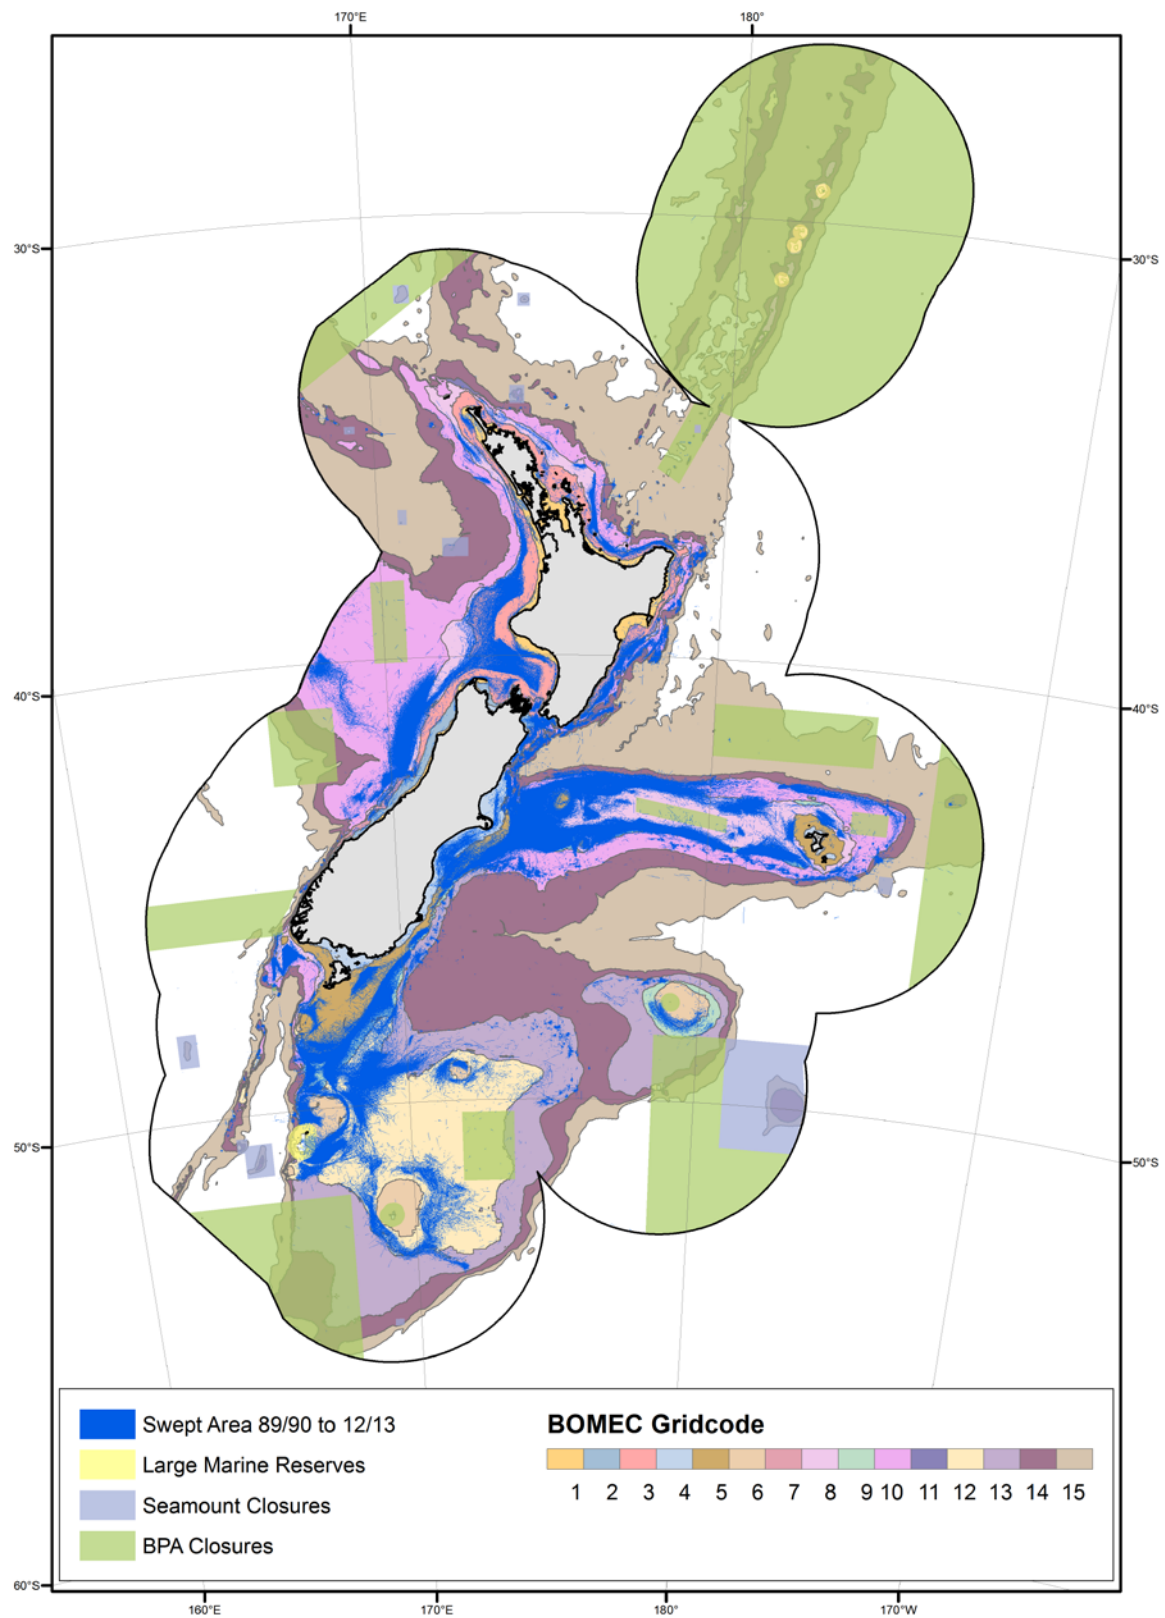 170°E 180°
30°S 30°S
40°S 40°S
50°S 50°S
Swept Area 89/90 to 12/13
Large Marine Reserves
Seamount Closures
BPA Closures
BOMEC Gridcode
1 2 3 4 5 6 7 8 9 10 11 12 13 14 15
60°S
160°E 170°E 180° 170°W